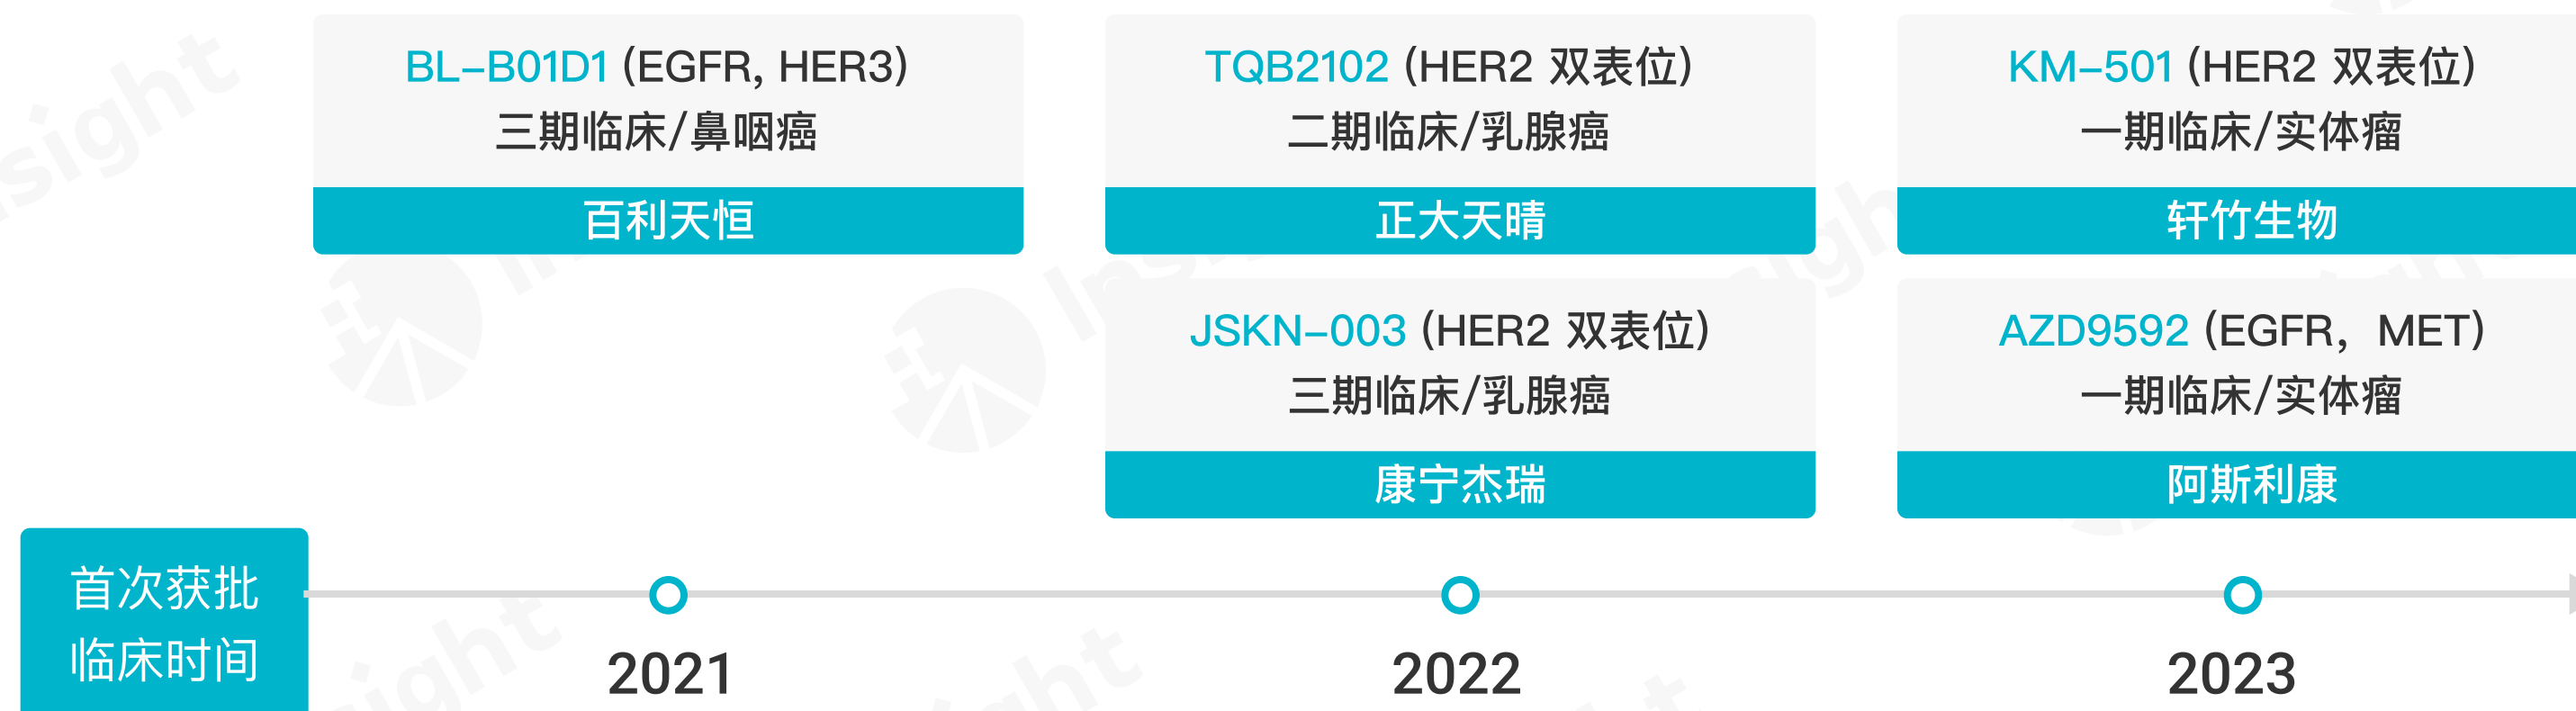 BL-B01D1 (EGFR, HER3)
三期临床/鼻咽癌
百利天恒
TQB2102 (HER2 双表位)
二期临床/乳腺癌
正大天晴
KM-501 (HER2 双表位)
一期临床/实体瘤
轩竹生物
JSKN-003 (HER2 双表位)
三期临床/乳腺癌
康宁杰瑞
AZD9592 (EGFR，MET)
一期临床/实体瘤
阿斯利康
首次获批
临床时间
2021
2022
2023